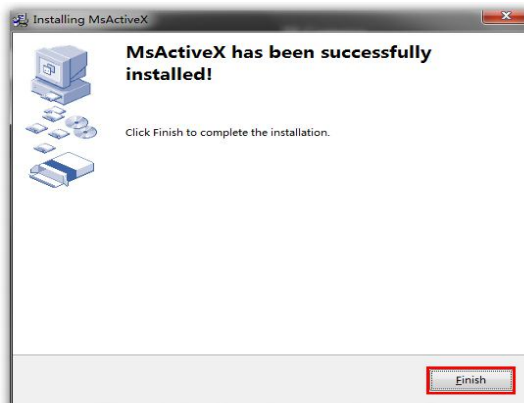 Installing MsActiveX
MsActiveX has been successfully
installed!
Click Finish to complete the installation.
Finish